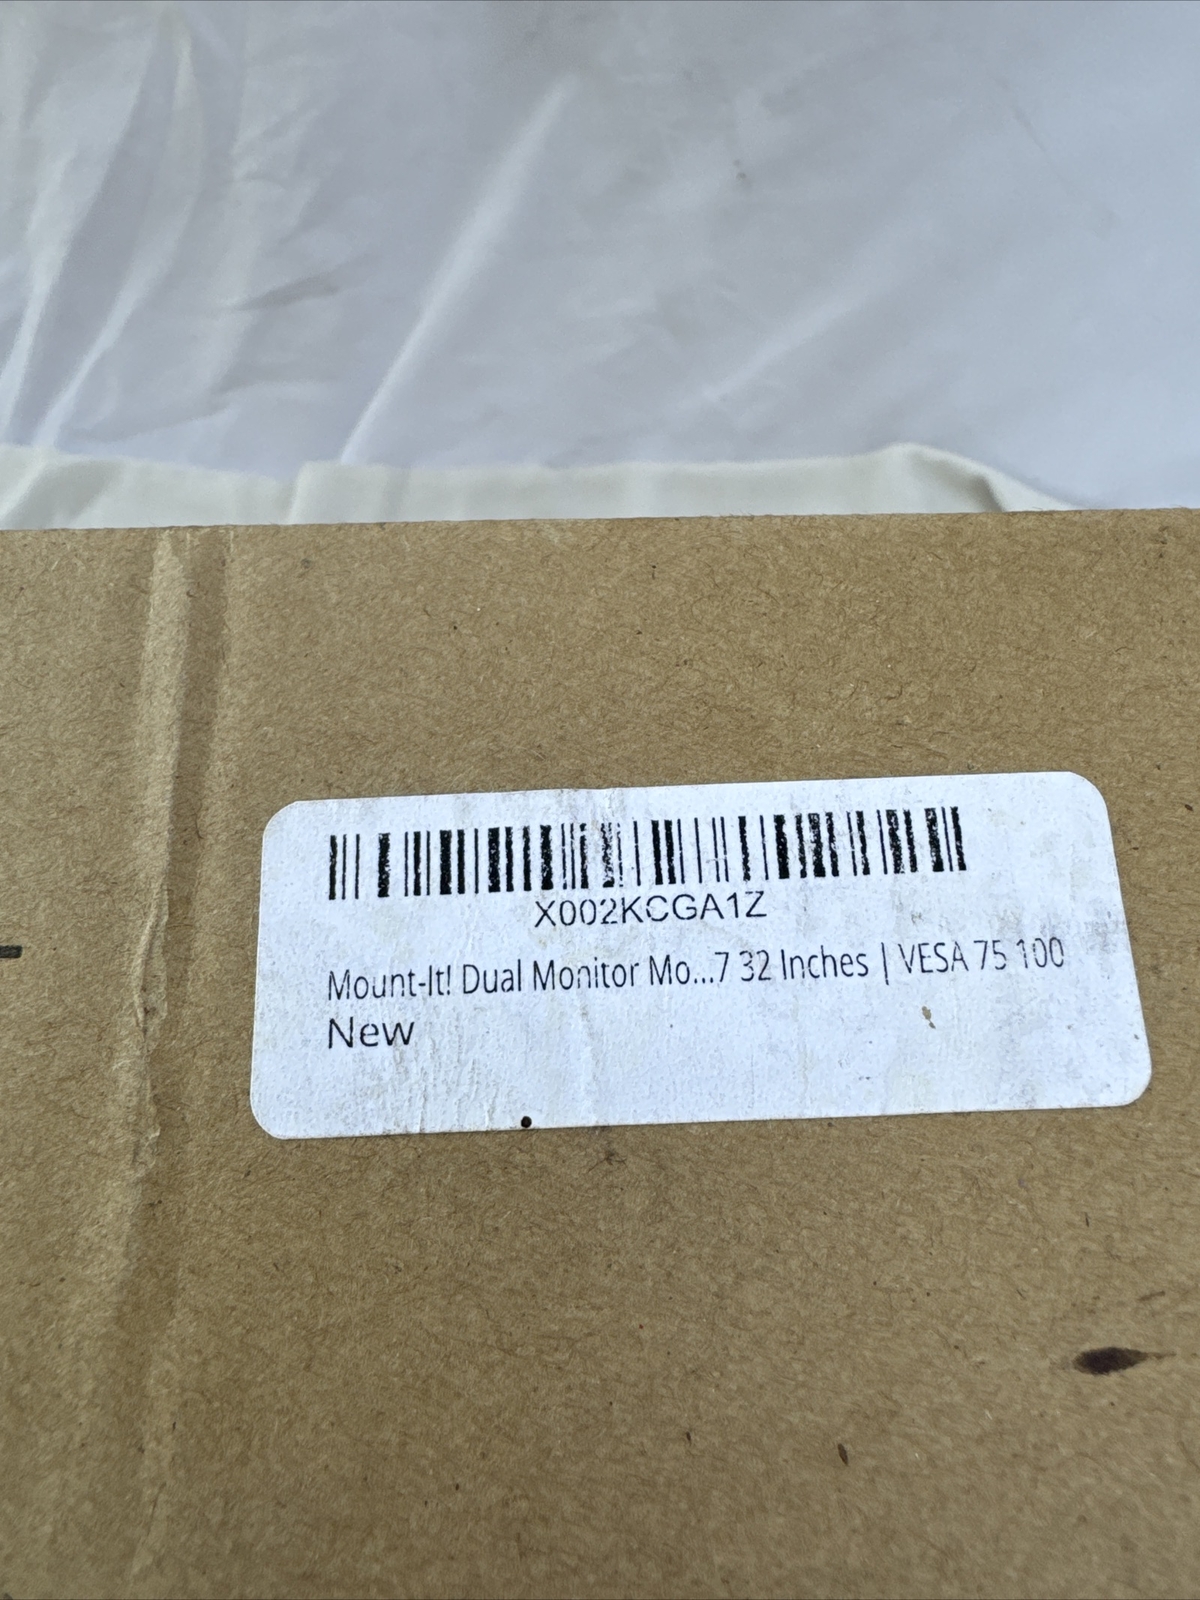 X002KCGA1Z
Mount-It! Dual Monitor Mo...7 32 Inches | VESA 75 100
New